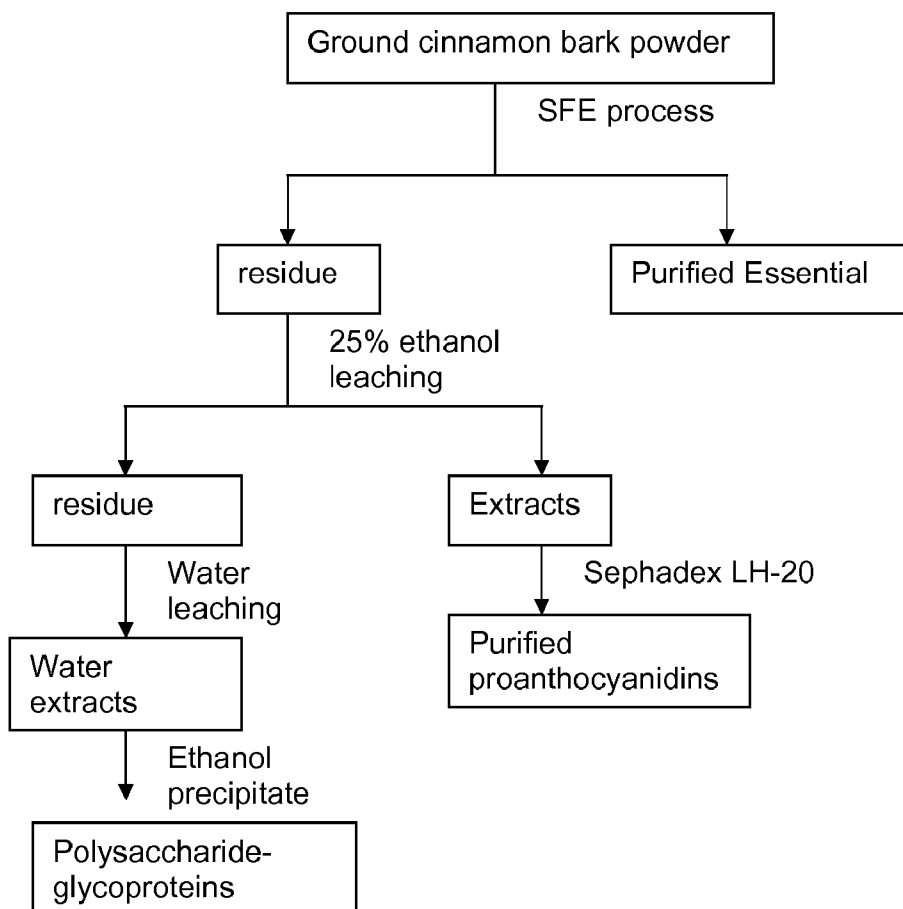 Ground cinnamon bark powder
SFE process
residue
Purified Essential
25% ethanol
leaching
residue
Extracts
Water
leaching
Sephadex LH-20
Water
extracts
Purified
proanthocyanidins
Ethanol
precipitate
Polysaccharide-
glycoproteins